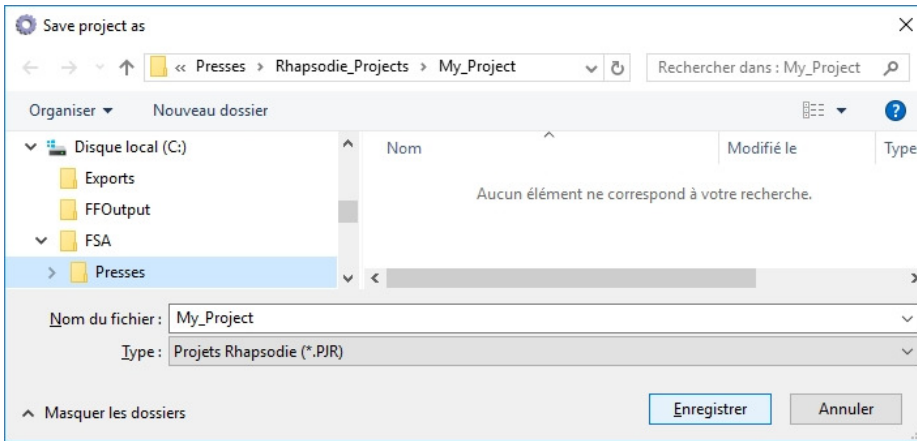 Save project as
« Presses > Rhapsodie_Projects > My_Project
Rechercher dans : My_Project
Organiser
Nouveau dossier
Disque local (C:)
Exports
FFOutput
FSA
Presses
Nom
Modifié le
Type
Aucun élément ne correspond à votre recherche.
Nom du fichier : My_Project
Type : Projets Rhapsodie (*.PJR)
Masquer les dossiers
Enregistrer
Annuler